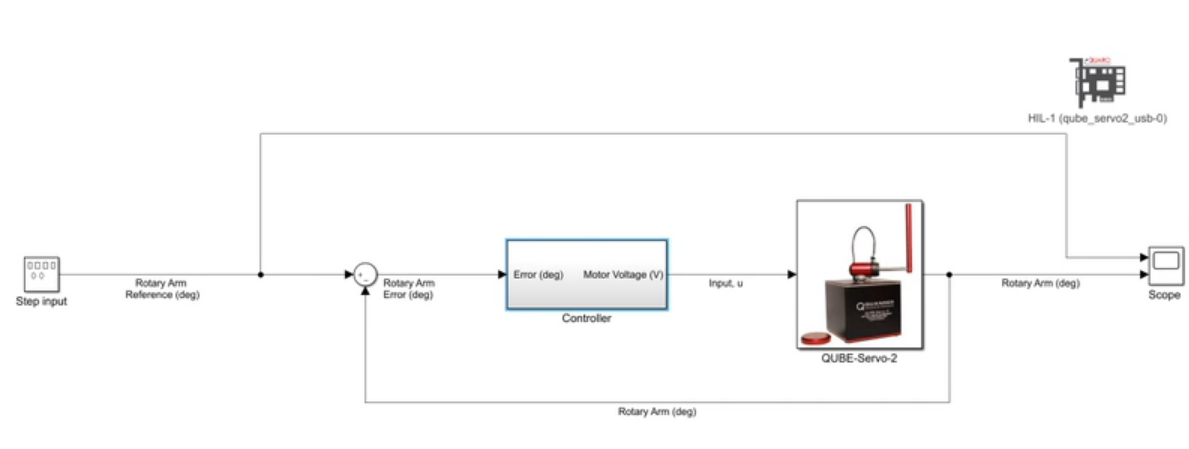 QUARC
HIL-1 (qube_servo2_usb-0)
Step input
Rotary Arm
Reference (deg)
Rotary Arm
Error (deg)
Error (deg)
Motor Voltage (V)
Controller
Input, u
QUANSER
QUBE-Servo-2
Rotary Arm (deg)
Scope
Rotary Arm (deg)